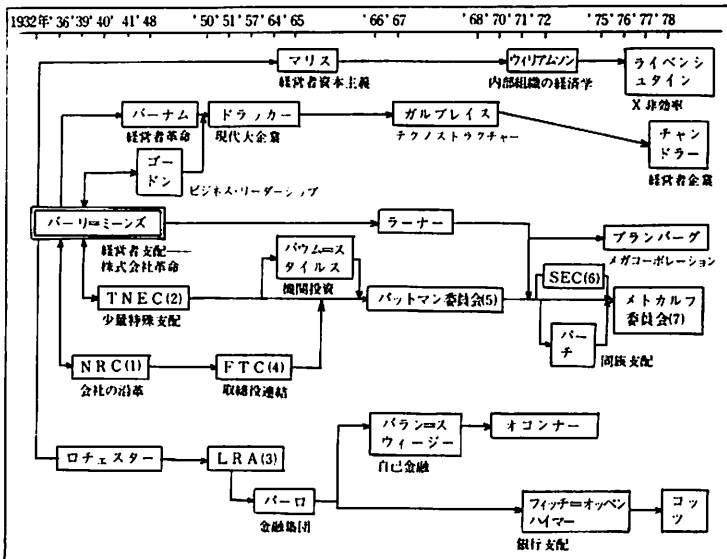 1932年'36'39'40 '41'48 '50'51'57'64'65 '66'67 '68'70'71'72 '75'76'77'78
マリス
経営者資本主義
ウィリアムソン
内部組織の経済学
ライベンシ
ュタイン
X非効率
バーナム
経営者革命
ドラッカー
現代大企業
ガルブレイス
テクノストラクチャー
チャン
ドラー
経営者企業
ゴー
ドン
ビジネス・リーダーシップ
バーリ=ミーンズ
経営者支配――
株式会社革命
ラーナー
ブランバーグ
メガコーポレーション
バウム=ス
タイルス
機関投資
TNEC(2)
少量特殊支配
パットマン委員会(5)
SEC(6)
メトカルフ
委員会(7)
バー
チ
同族支配
NRC(1)
会社の沿革
FTC(4)
取締役連結
ロチェスター
LRA(3)
パーロ
金融集団
バラン=ス
ウィージー
自己金融
オコンナー
フィッチ=オッペン
ハイマー
銀行支配
コッ
ツ